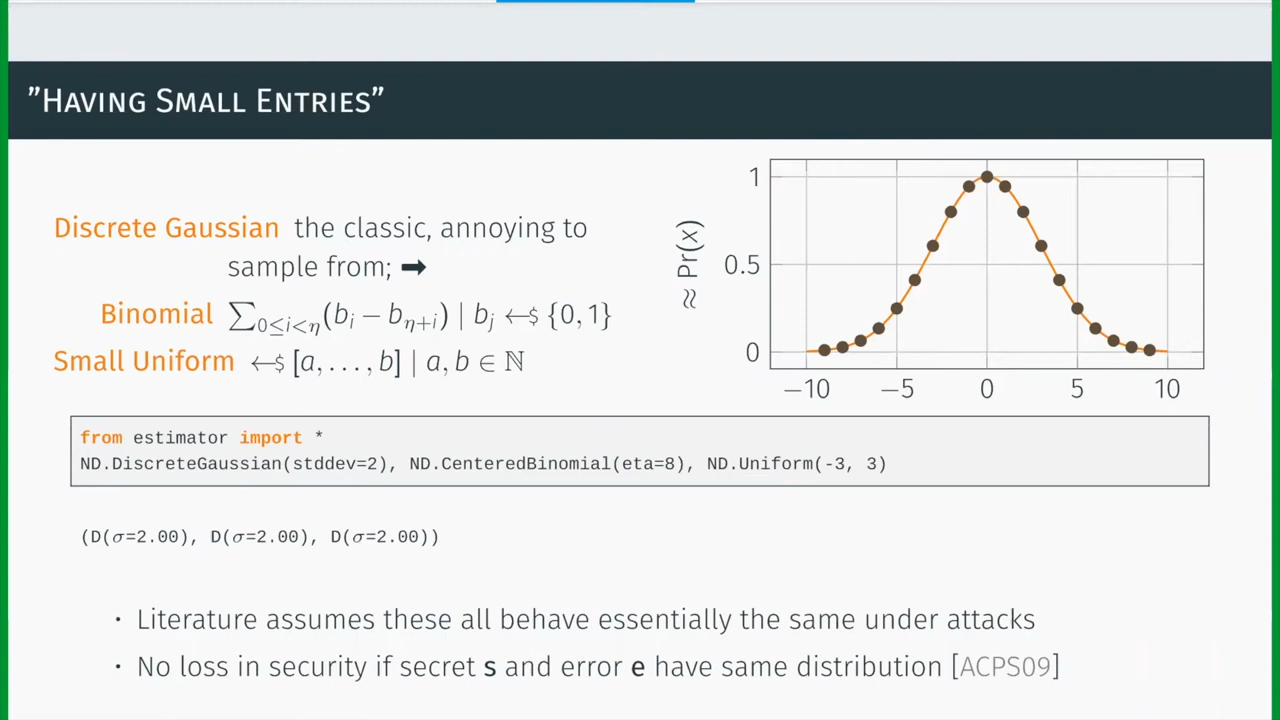 ”HAVING SMALL ENTRIES”
Discrete Gaussian the classic, annoying to
sample from; ➡
Binomial ∑0≤i<η(bi − bη+i) | bj ←$ {0, 1}
Small Uniform ←$ [a, . . . , b] | a, b ∈ ℕ
≈ Pr(x)
1
0.5
0
−10 −5 0 5 10
from estimator import *
ND.DiscreteGaussian(stddev=2), ND.CenteredBinomial(eta=8), ND.Uniform(-3, 3)
(D(σ=2.00), D(σ=2.00), D(σ=2.00))
· Literature assumes these all behave essentially the same under attacks
· No loss in security if secret s and error e have same distribution [ACPS09]